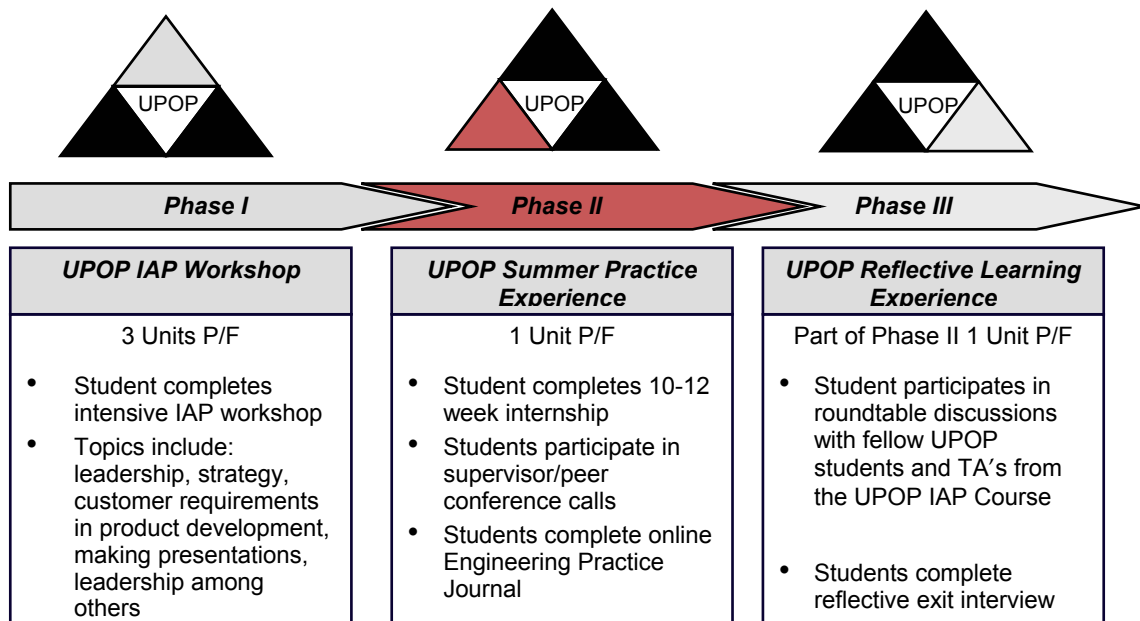 UPOP
UPOP
UPOP
Phase I
Phase II
Phase III
UPOP IAP Workshop
3 Units P/F
• Student completes
intensive IAP workshop
• Topics include:
leadership, strategy,
customer requirements
in product development,
making presentations,
leadership among
others
UPOP Summer Practice
Experience
1 Unit P/F
• Student completes 10-12
week internship
• Students participate in
supervisor/peer
conference calls
• Students complete online
Engineering Practice
Journal
UPOP Reflective Learning
Experience
Part of Phase II 1 Unit P/F
• Student participates in
roundtable discussions
with fellow UPOP
students and TA′s from
the UPOP IAP Course
• Students complete
reflective exit interview